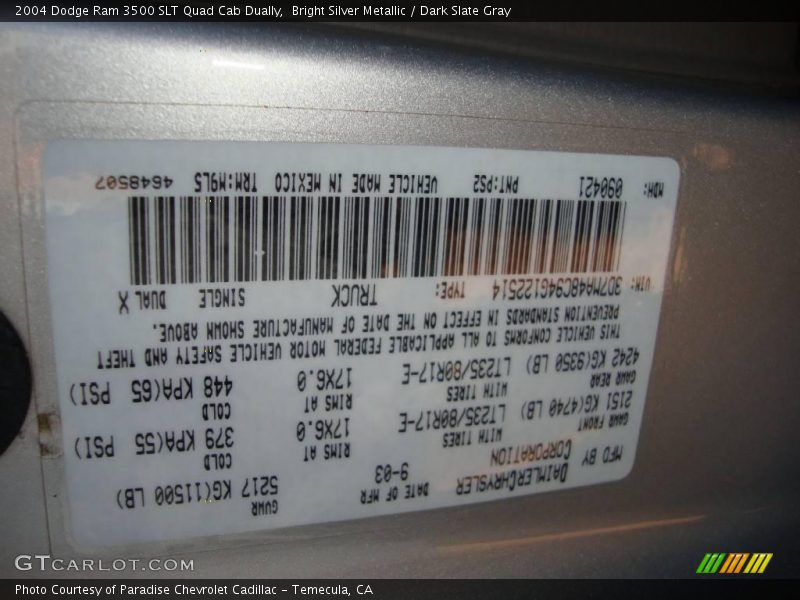 2004 Dodge Ram 3500 SLT Quad Cab Dually,  Bright Silver Metallic / Dark Slate Gray
MFD BY DAIMLERCHRYSLER CORPORATION
DATE OF MFR 9-03
GVWR 5217 KG(11500 LB)
GAWR FRONT 2151 KG(4740 LB)
WITH TIRES LT235/80R17-E
RIMS AT 17X6.0
COLD 379 KPA(55 PSI)
GAWR REAR 4242 KG(9350 LB)
WITH TIRES LT235/80R17-E
RIMS AT 17X6.0
COLD 448 KPA(65 PSI)
THIS VEHICLE CONFORMS TO ALL APPLICABLE FEDERAL MOTOR VEHICLE SAFETY AND THEFT
PREVENTION STANDARDS IN EFFECT ON THE DATE OF MANUFACTURE SHOWN ABOVE.
VIN: 3D7MA48C94G122514 TYPE: TRUCK SINGLE DUAL X
MDH: 090421 PNT:PS2 VEHICLE MADE IN MEXICO TRM:M9L5 4648507
GTCARLOT.COM
Photo Courtesy of Paradise Chevrolet Cadillac - Temecula, CA